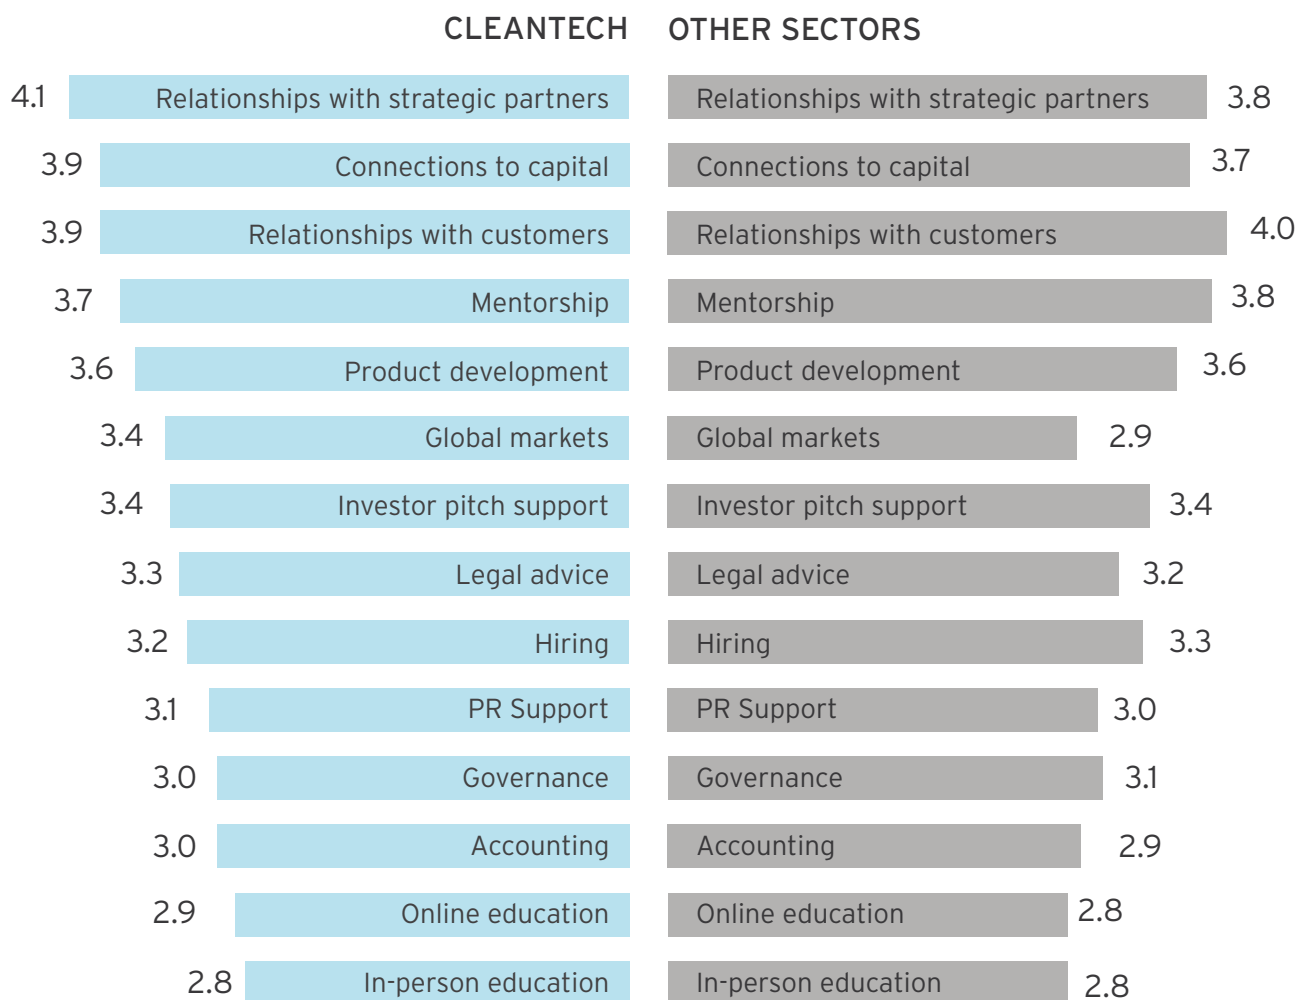 CLEANTECH OTHER SECTORS
4.1 Relationships with strategic partners Relationships with strategic partners 3.8
3.9 Connections to capital Connections to capital 3.7
3.9 Relationships with customers Relationships with customers 4.0
3.7 Mentorship Mentorship 3.8
3.6 Product development Product development 3.6
3.4 Global markets Global markets 2.9
3.4 Investor pitch support Investor pitch support 3.4
3.3 Legal advice Legal advice 3.2
3.2 Hiring Hiring 3.3
3.1 PR Support PR Support 3.0
3.0 Governance Governance 3.1
3.0 Accounting Accounting 2.9
2.9 Online education Online education 2.8
2.8 In-person education In-person education 2.8